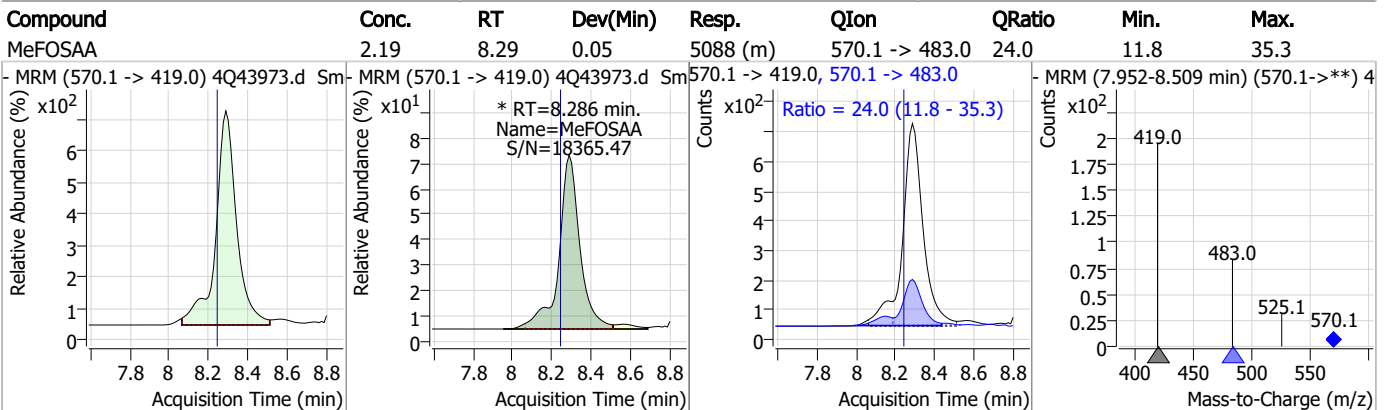 Compound Conc. RT Dev(Min) Resp. QIon QRatio Min. Max.
MeFOSAA 2.19 8.29 0.05 5088 (m) 570.1 -> 483.0 24.0 11.8 35.3
- MRM (570.1 -> 419.0) 4Q43973.d Sm
x10²
Relative Abundance (%)
6
5
4
3
2
1
0
7.8 8 8.2 8.4 8.6 8.8
Acquisition Time (min)
- MRM (570.1 -> 419.0) 4Q43973.d Sm
x10¹
* RT=8.286 min.
Name=MeFOSAA
S/N=18365.47
Relative Abundance (%)
8
7
6
5
4
3
2
1
0
7.8 8 8.2 8.4 8.6 8.8
Acquisition Time (min)
570.1 -> 419.0, 570.1 -> 483.0
x10²
Ratio = 24.0 (11.8 - 35.3)
Counts
6
5
4
3
2
1
0
7.8 8 8.2 8.4 8.6 8.8
Acquisition Time (min)
- MRM (7.952-8.509 min) (570.1->**) 4
x10²
Counts
2
1.75
1.5
1.25
1
0.75
0.5
0.25
0
419.0
483.0
525.1
570.1
400 450 500 550
Mass-to-Charge (m/z)